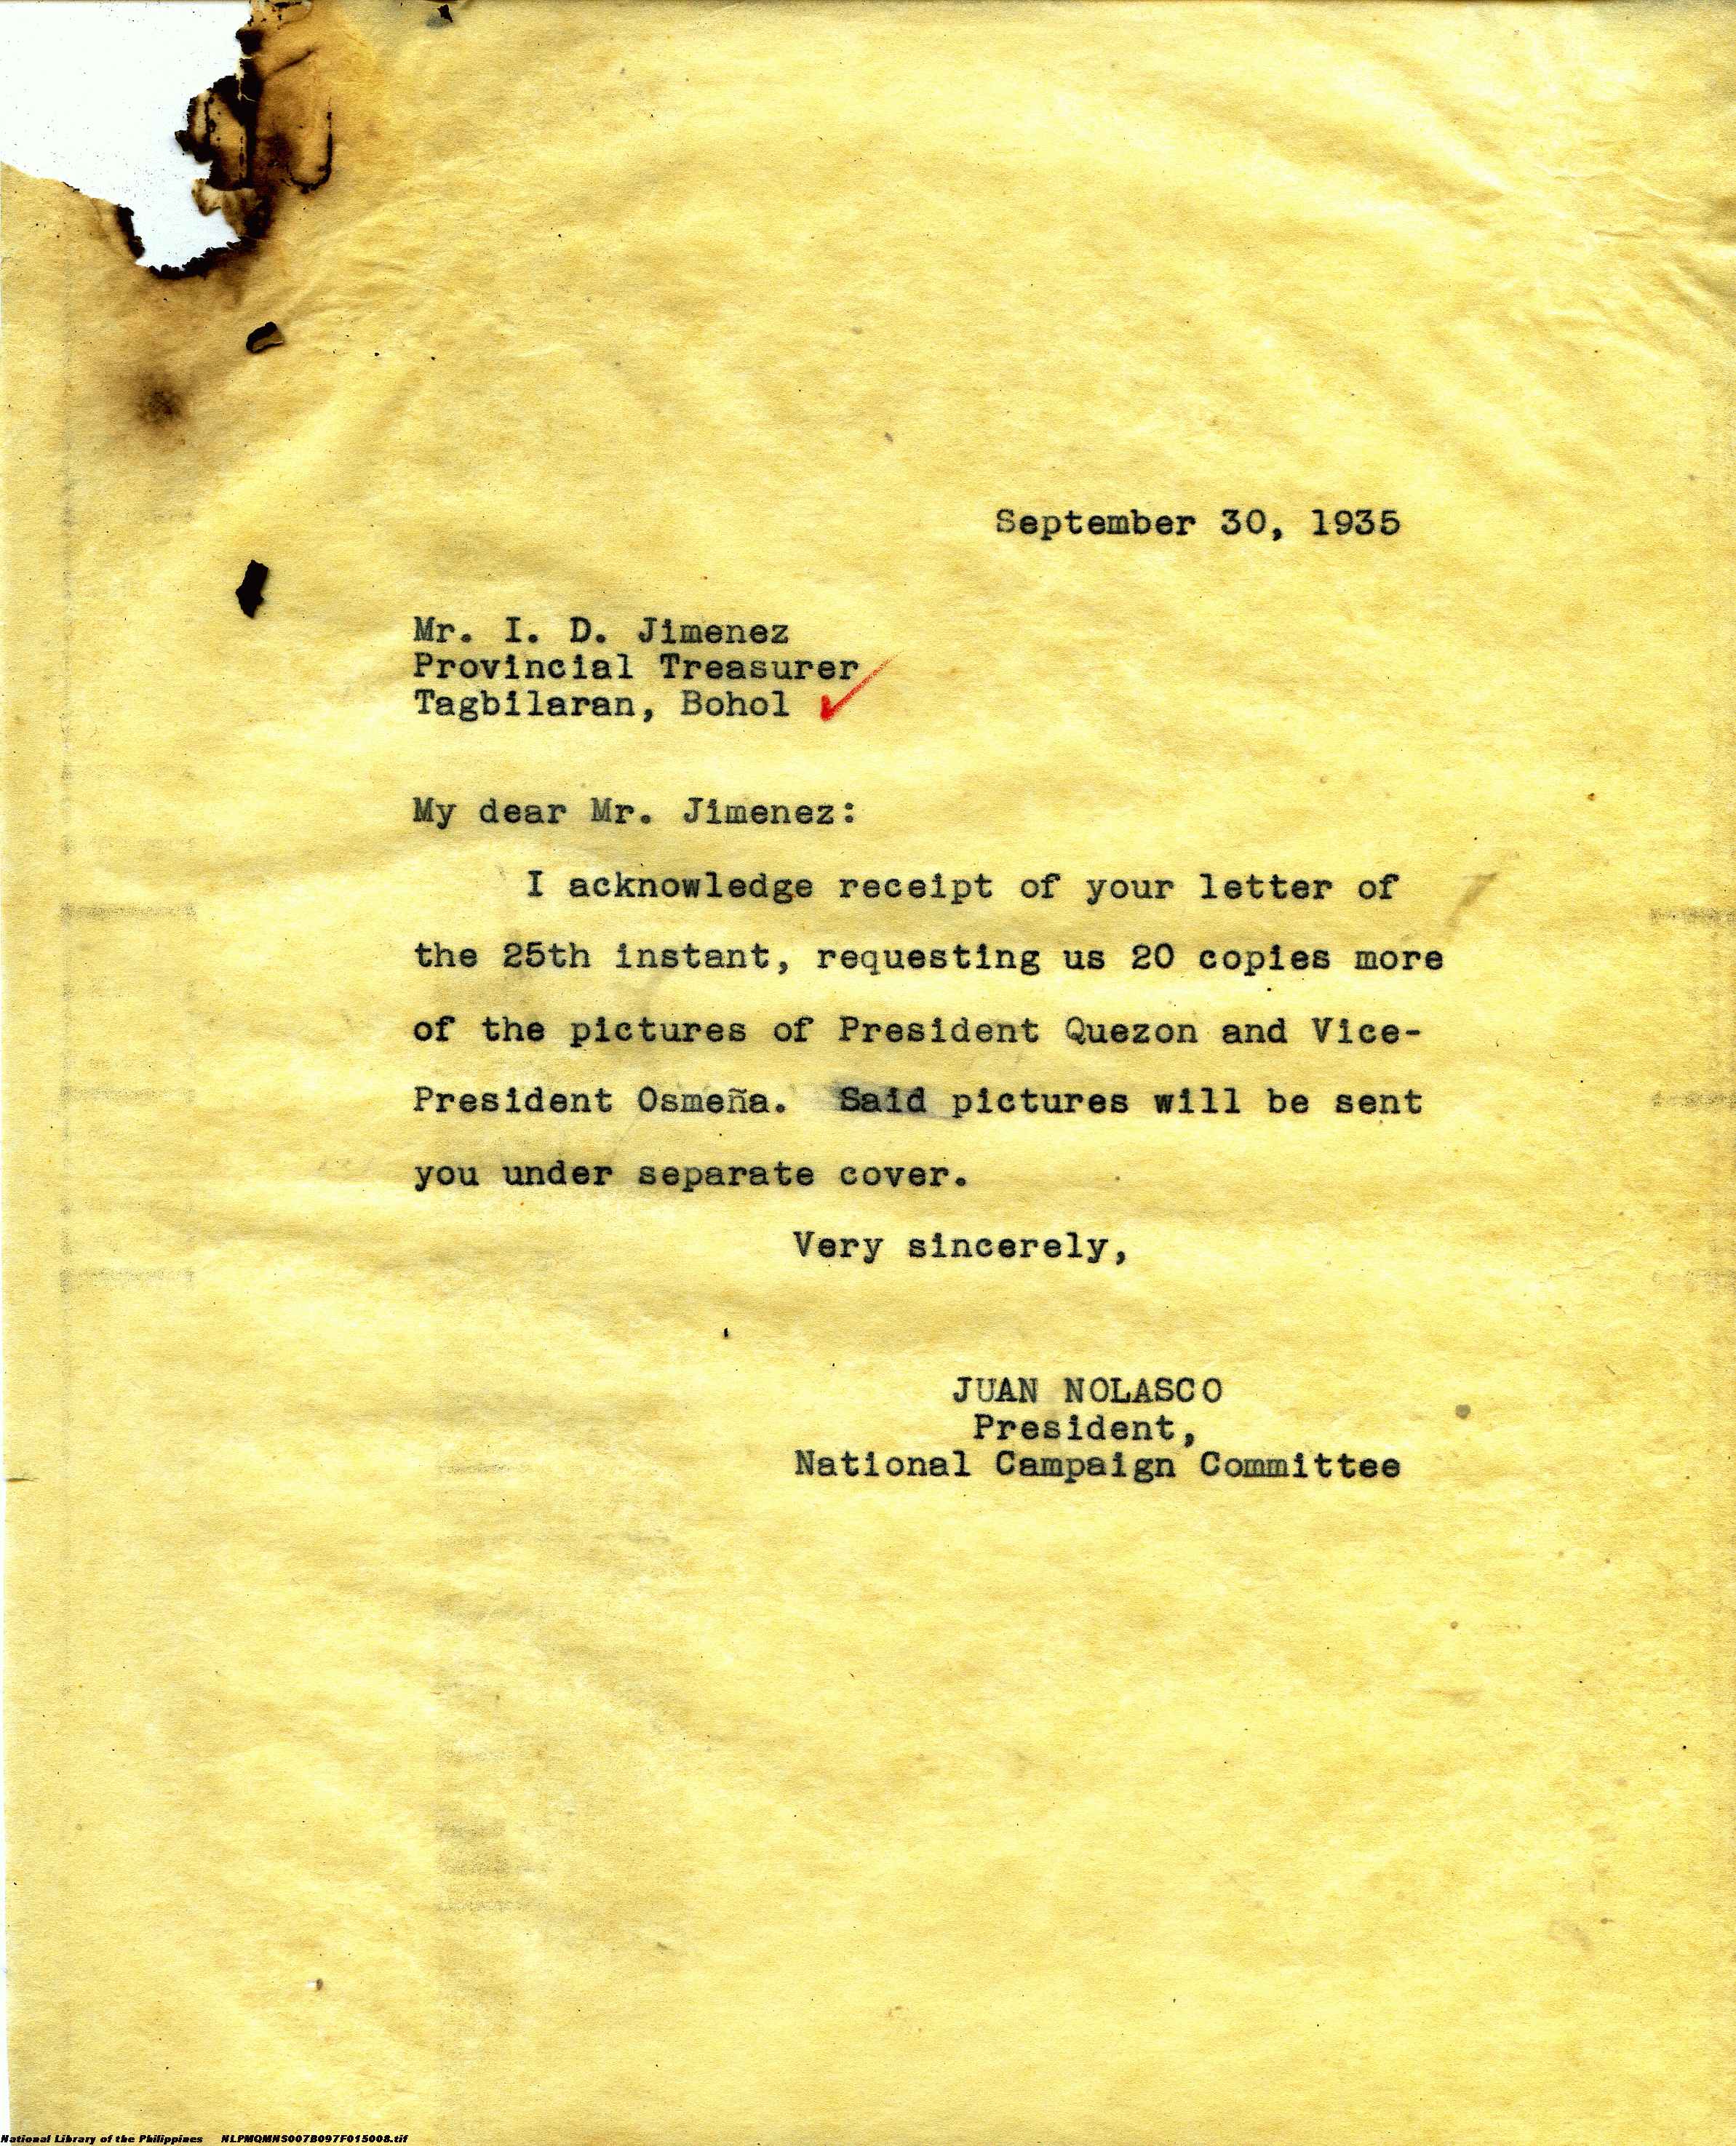 September 30, 1935
Mr. I. D. Jimenez
Provincial Treasurer
Tagbilaran, Bohol
My dear Mr. Jimenez:
I acknowledge receipt of your letter of
the 25th instant, requesting us 20 copies more
of the pictures of President Quezon and Vice-
President Osmeña. Said pictures will be sent
you under separate cover.
Very sincerely,
JUAN NOLASCO
President,
National Campaign Committee
National Library of the Philippines NLPMQMNS007B097F015008.tif